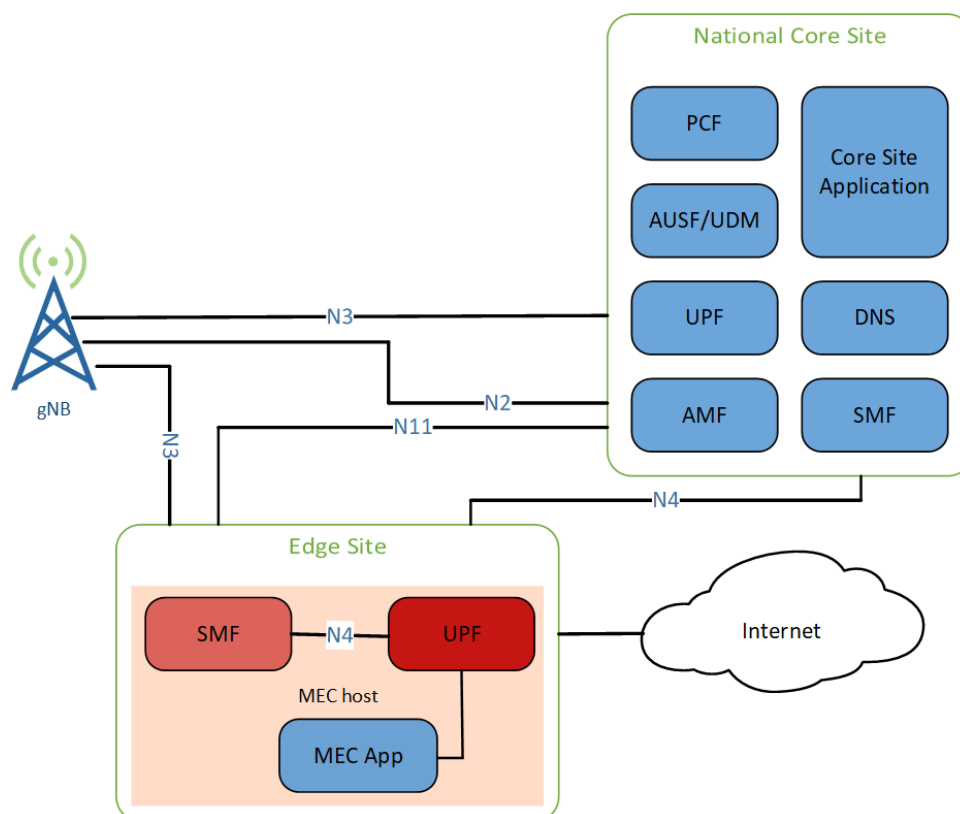 National Core Site
PCF
Core Site
Application
AUSF/UDM
N3
UPF
DNS
gNB
N2
AMF
SMF
N11
N3
N4
Edge Site
SMF
N4
UPF
Internet
MEC host
MEC App